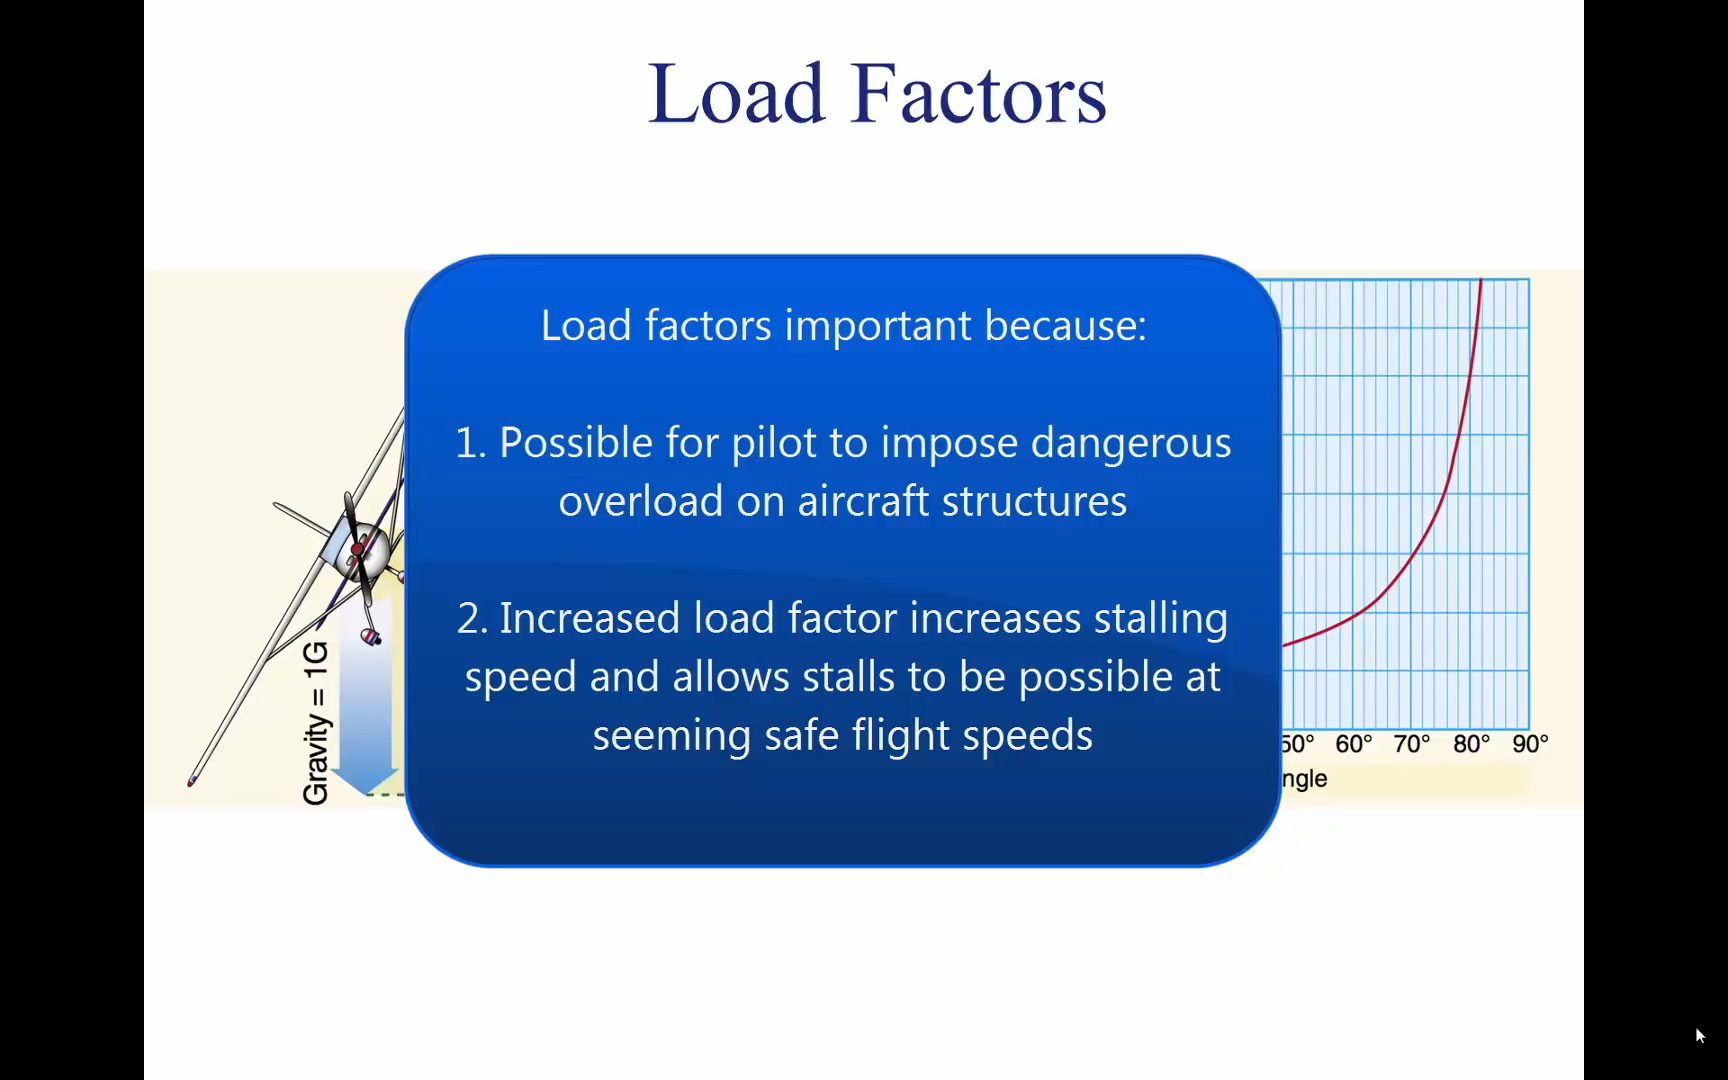 Load Factors
Load factors important because:
1. Possible for pilot to impose dangerous
overload on aircraft structures
2. Increased load factor increases stalling
speed and allows stalls to be possible at
seeming safe flight speeds
Gravity = 1G
50° 60° 70° 80° 90°
ngle